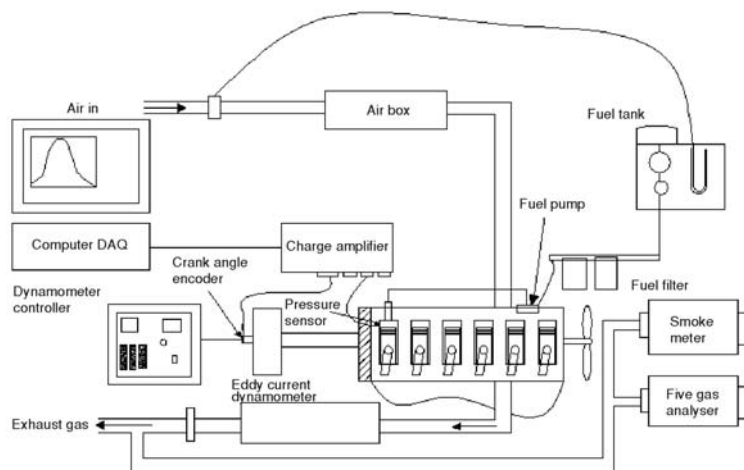 Air in
Air box
Fuel tank
Fuel pump
Computer DAQ
Charge amplifier
Crank angle
encoder
Dynamometer
controller
Pressure
sensor
Fuel filter
Smoke
meter
Eddy current
dynamometer
Five gas
analyser
Exhaust gas